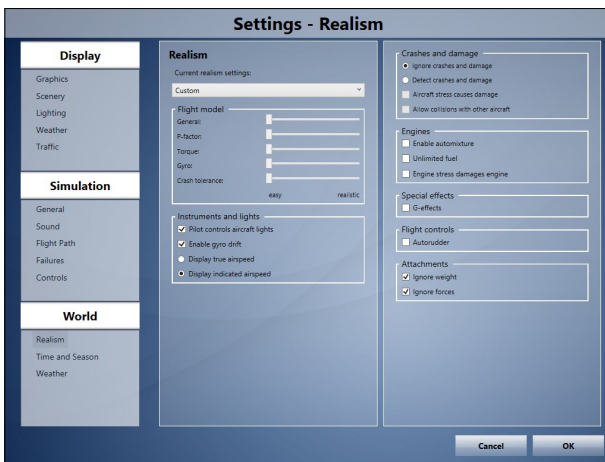 Settings - Realism
Display
Graphics
Scenery
Lighting
Weather
Traffic
Simulation
General
Sound
Flight Path
Failures
Controls
World
Realism
Time and Season
Weather
Realism
Current realism settings:
Custom
Flight model
General:
P-factor:
Torque:
Gyro:
Crash tolerance:
easy realistic
Instruments and lights
Pilot controls aircraft lights
Enable gyro drift
Display true airspeed
Display indicated airspeed
Crashes and damage
Ignore crashes and damage
Detect crashes and damage
Aircraft stress causes damage
Allow collisions with other aircraft
Engines
Enable automixture
Unlimited fuel
Engine stress damages engine
Special effects
G-effects
Flight controls
Autorudder
Attachments
Ignore weight
Ignore forces
Cancel OK